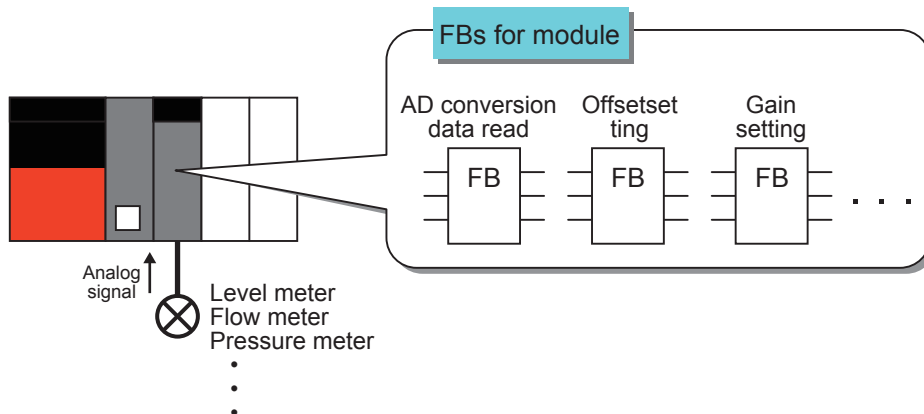 FBs for module
AD conversion
data read
Offsetset
ting
Gain
setting
FB
FB
FB
Analog
signal
Level meter
Flow meter
Pressure meter